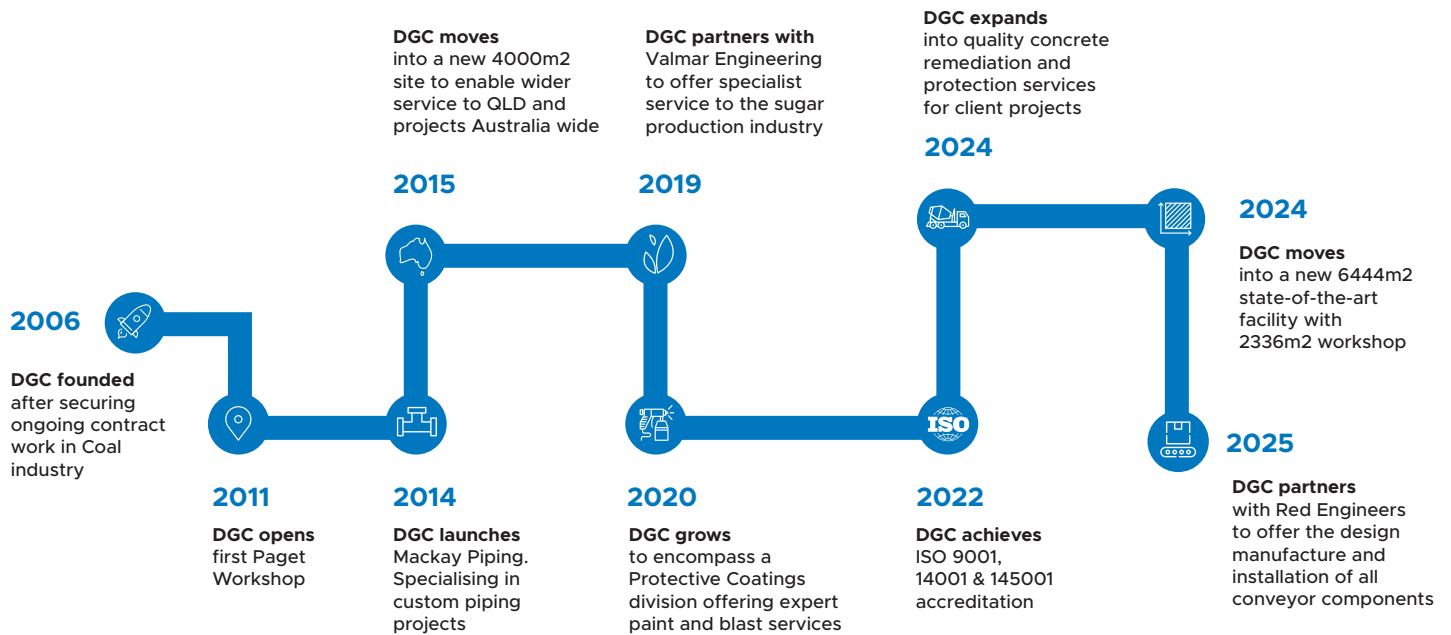 2006
DGC founded
after securing
ongoing contract
work in Coal
industry
2011
DGC opens
first Paget
Workshop
2014
DGC launches
Mackay Piping.
Specialising in
custom piping
projects
DGC moves
into a new 4000m2
site to enable wider
service to QLD and
projects Australia wide
2015
DGC partners with
Valmar Engineering
to offer specialist
service to the sugar
production industry
2019
2020
DGC grows
to encompass a
Protective Coatings
division offering expert
paint and blast services
ISO
2022
DGC achieves
ISO 9001,
14001 & 145001
accreditation
DGC expands
into quality concrete
remediation and
protection services
for client projects
2024
2024
DGC moves
into a new 6444m2
state-of-the-art
facility with
2336m2 workshop
2025
DGC partners
with Red Engineers
to offer the design
manufacture and
installation of all
conveyor components